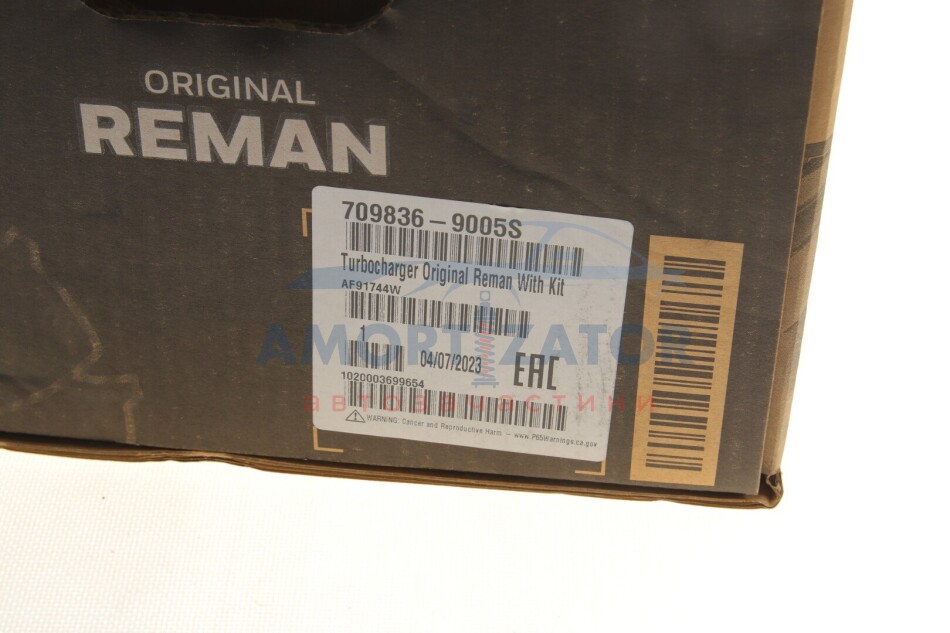 ORIGINAL
REMAN
709836 – 9005S
Turbocharger Original Reman With Kit
AF91744W
AMORTIZATOR
1
04/07/2023
EAC
1020003699654
автозапчастини
WARNING: Cancer and Reproductive Harm – www.P65Warnings.ca.gov